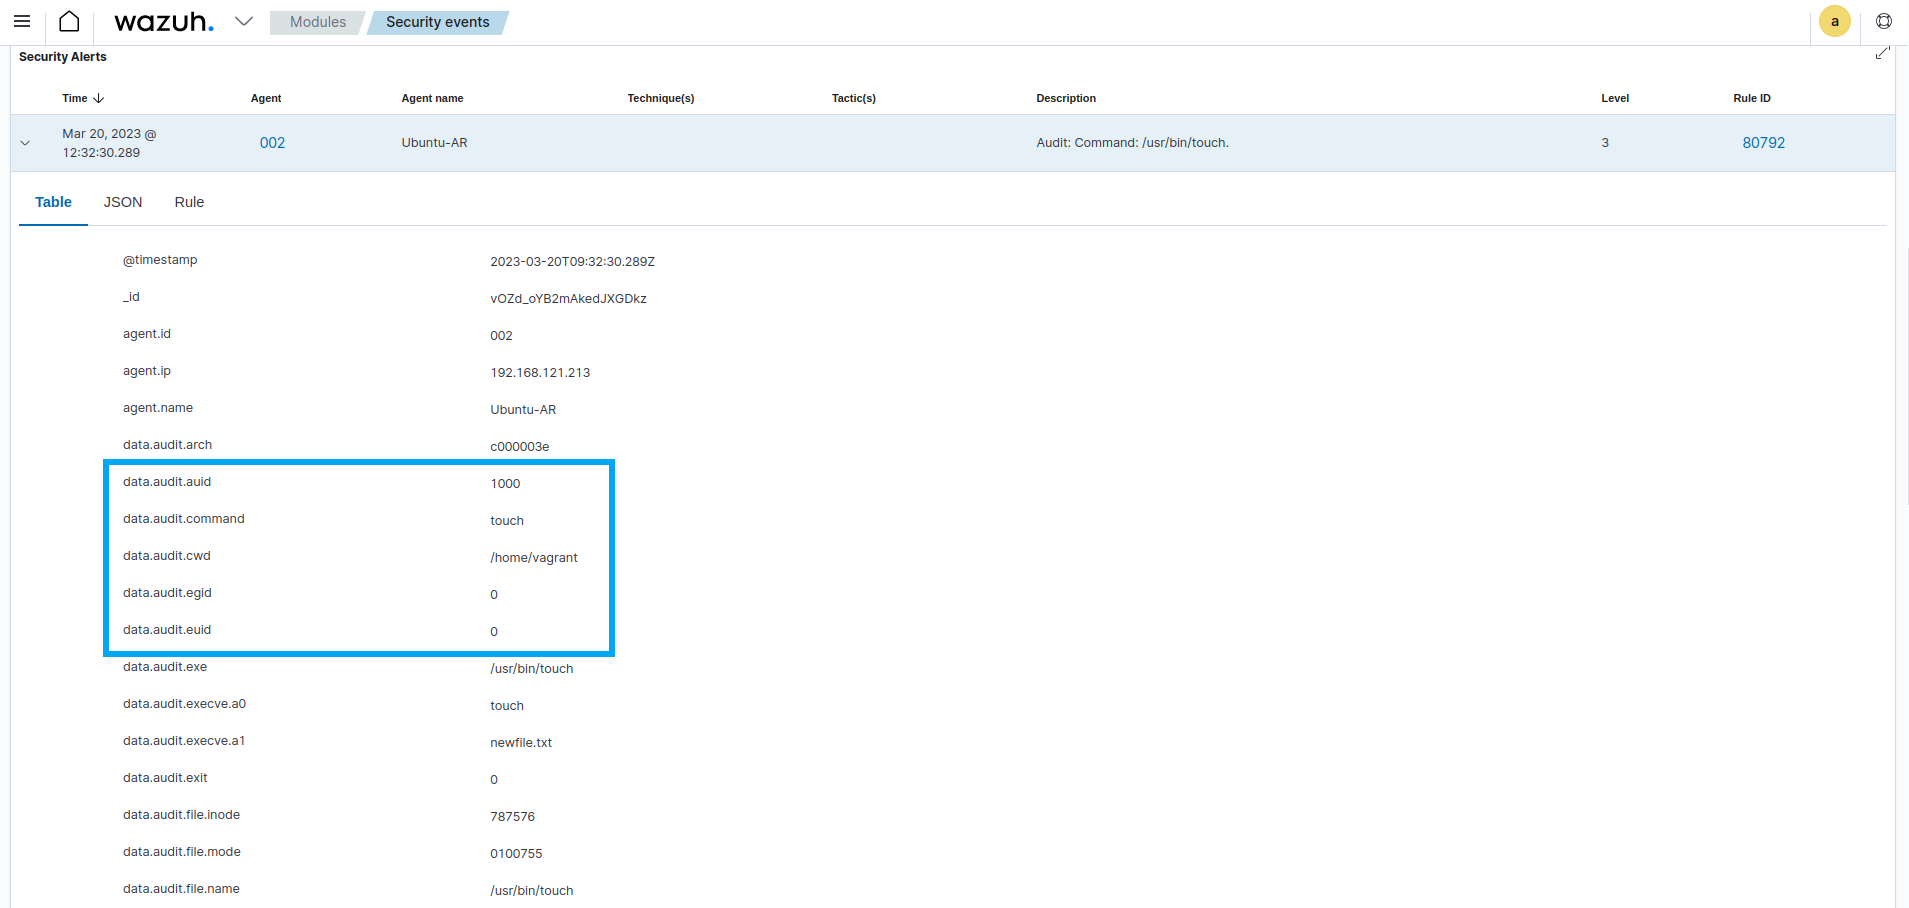 wazuh. Modules Security events a
Security Alerts
Time Agent Agent name Technique(s) Tactic(s) Description Level Rule ID
Mar 20, 2023 @
12:32:30.289 002 Ubuntu-AR Audit: Command: /usr/bin/touch. 3 80792
Table JSON Rule
@timestamp 2023-03-20T09:32:30.289Z
_id vOZd_oYB2mAkedJXGDkz
agent.id 002
agent.ip 192.168.121.213
agent.name Ubuntu-AR
data.audit.arch c000003e
data.audit.auid 1000
data.audit.command touch
data.audit.cwd /home/vagrant
data.audit.egid 0
data.audit.euid 0
data.audit.exe /usr/bin/touch
data.audit.execve.a0 touch
data.audit.execve.a1 newfile.txt
data.audit.exit 0
data.audit.file.inode 787576
data.audit.file.mode 0100755
data.audit.file.name /usr/bin/touch